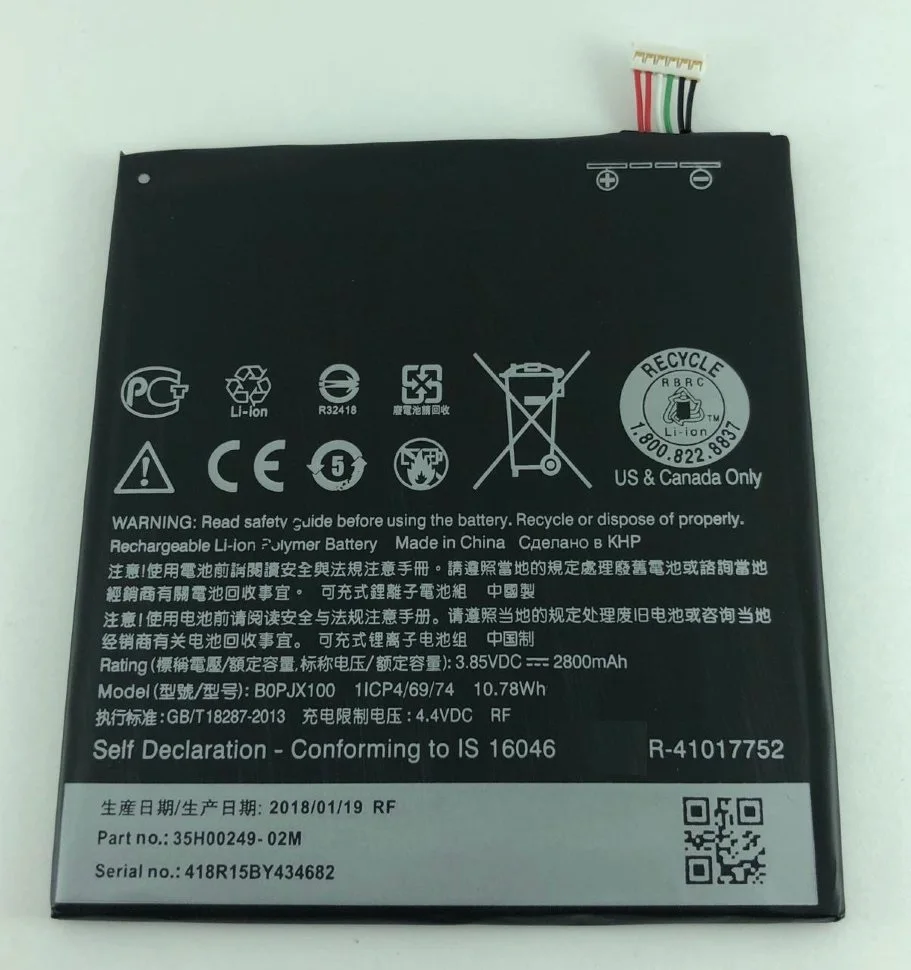 PCT
Li-ion
R32418
廢電池請回收
RECYCLE
RBRC
Li-ion
TM
1.800.822.8837
CE
5
US & Canada Only
WARNING: Read safety guide before using the battery. Recycle or dispose of properly.
Rechargeable Li-ion Polymer Battery Made in China Сделано в КНР
注意!使用電池前請閱讀安全與法規注意手冊。請遵照當地的規定處理發舊電池或諮詢當地
經銷商有關電池回收事宜。 可充式鋰離子電池組 中國製
注意!使用电池前请阅读安全与法规注意手册。请遵照当地的规定处理废旧电池或咨询当地
经销商有关电池回收事宜。 可充式锂离子电池组 中国制
Rating (標稱電壓/額定容量,标称电压/额定容量): 3.85VDC ⎓ 2800mAh
Model (型號/型号): B0PJX100 1ICP4/69/74 10.78Wh
执行标准: GB/T18287-2013 充电限制电压: 4.4VDC RF
Self Declaration - Conforming to IS 16046 R-41017752
生産日期/生产日期: 2018/01/19 RF
Part no.: 35H00249-02M
Serial no.: 418R15BY434682